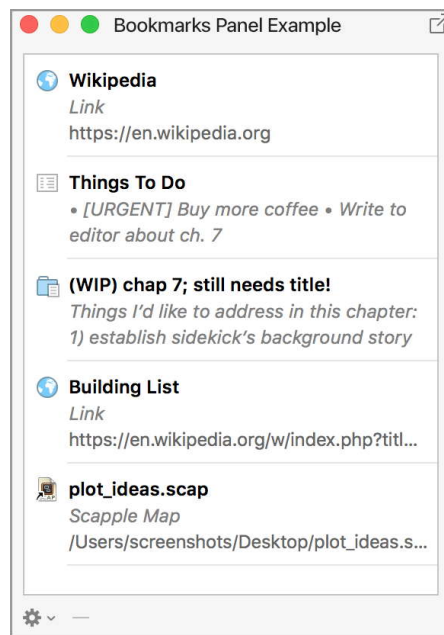 Bookmarks Panel Example
Wikipedia
Link
https://en.wikipedia.org
Things To Do
• [URGENT] Buy more coffee • Write to
editor about ch. 7
(WIP) chap 7; still needs title!
Things I’d like to address in this chapter:
1) establish sidekick’s background story
Building List
Link
https://en.wikipedia.org/w/index.php?titl...
plot_ideas.scap
Scapple Map
/Users/screenshots/Desktop/plot_ideas.s...